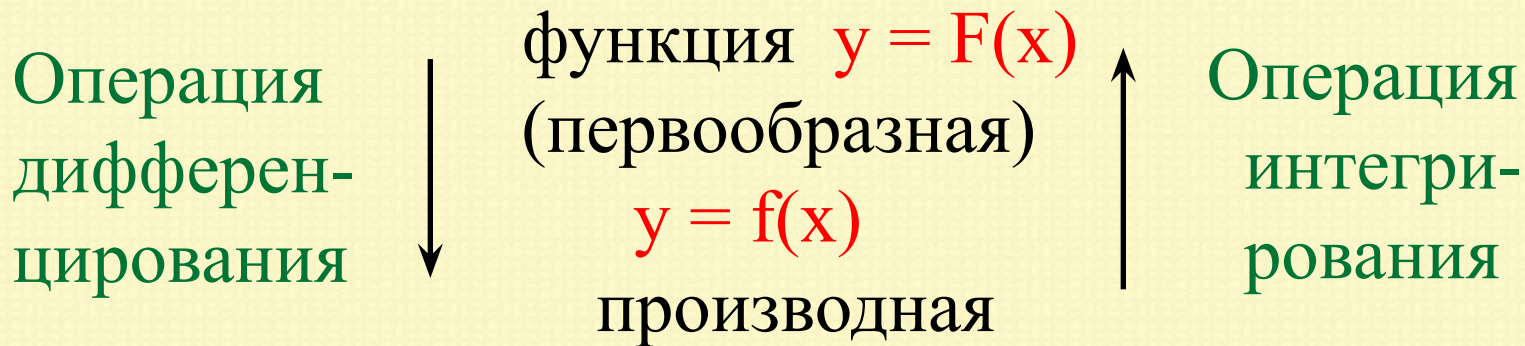 Операция
дифферен-
цирования
функция y = F(x)
(первообразная)
y = f(x)
производная
Операция
интегри-
рования